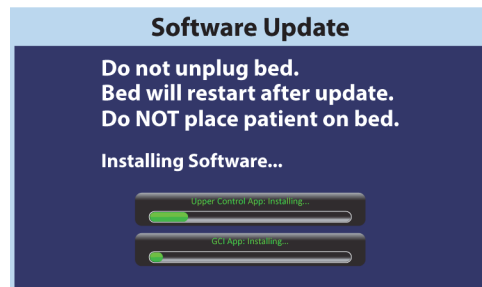 Software Update
Do not unplug bed.
Bed will restart after update.
Do NOT place patient on bed.
Installing Software...
Upper Control App: Installing...
GCI App: Installing...